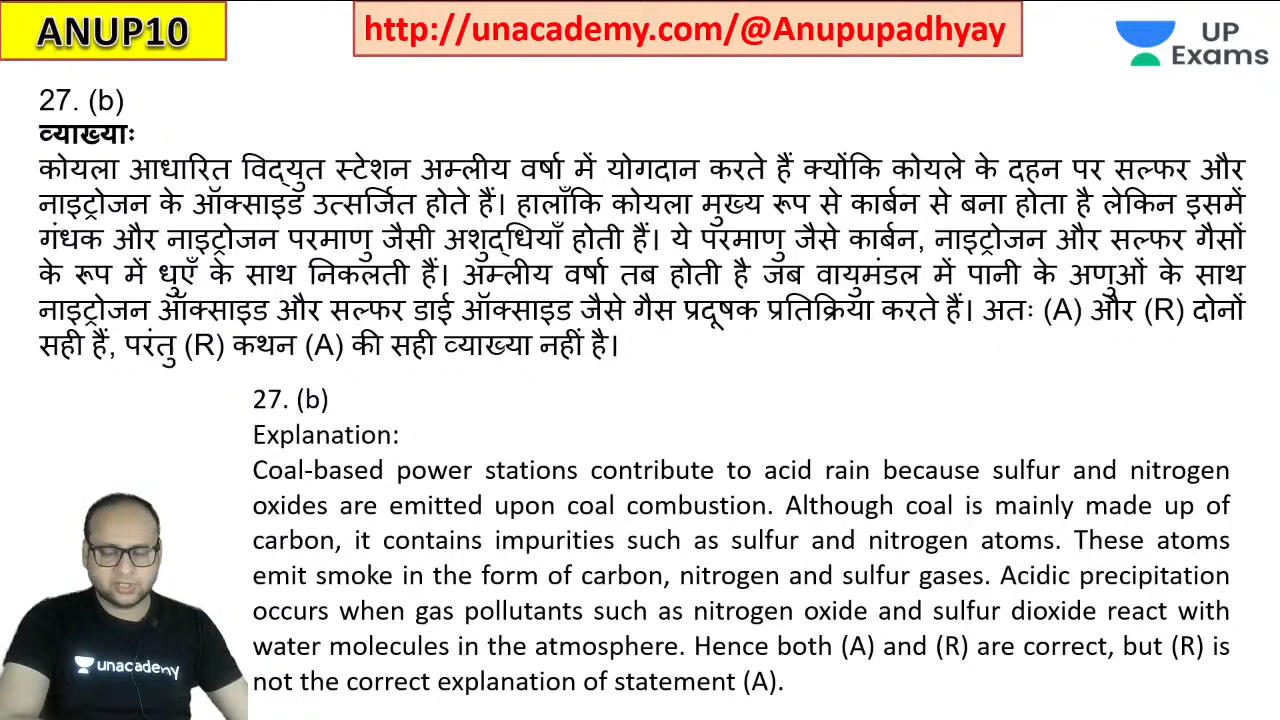 ANUP10
http://unacademy.com/@Anupupadhyay
UP
Exams
27. (b)
व्याख्याः
कोयला आधारित विद्युत स्टेशन अम्लीय वर्षा में योगदान करते हैं क्योंकि कोयले के दहन पर सल्फर और
नाइट्रोजन के ऑक्साइड उत्सर्जित होते हैं। हालाँकि कोयला मुख्य रूप से कार्बन से बना होता है लेकिन इसमें
गंधक और नाइट्रोजन परमाणु जैसी अशुद्धियाँ होती हैं। ये परमाणु जैसे कार्बन, नाइट्रोजन और सल्फर गैसों
के रूप में धुएँ के साथ निकलती हैं। अम्लीय वर्षा तब होती है जब वायुमंडल में पानी के अणुओं के साथ
नाइट्रोजन ऑक्साइड और सल्फर डाई ऑक्साइड जैसे गैस प्रदूषक प्रतिक्रिया करते हैं। अतः (A) और (R) दोनों
सही हैं, परंतु (R) कथन (A) की सही व्याख्या नहीं है।
27. (b)
Explanation:
Coal-based power stations contribute to acid rain because sulfur and nitrogen
oxides are emitted upon coal combustion. Although coal is mainly made up of
carbon, it contains impurities such as sulfur and nitrogen atoms. These atoms
emit smoke in the form of carbon, nitrogen and sulfur gases. Acidic precipitation
occurs when gas pollutants such as nitrogen oxide and sulfur dioxide react with
water molecules in the atmosphere. Hence both (A) and (R) are correct, but (R) is
not the correct explanation of statement (A).
unacademy